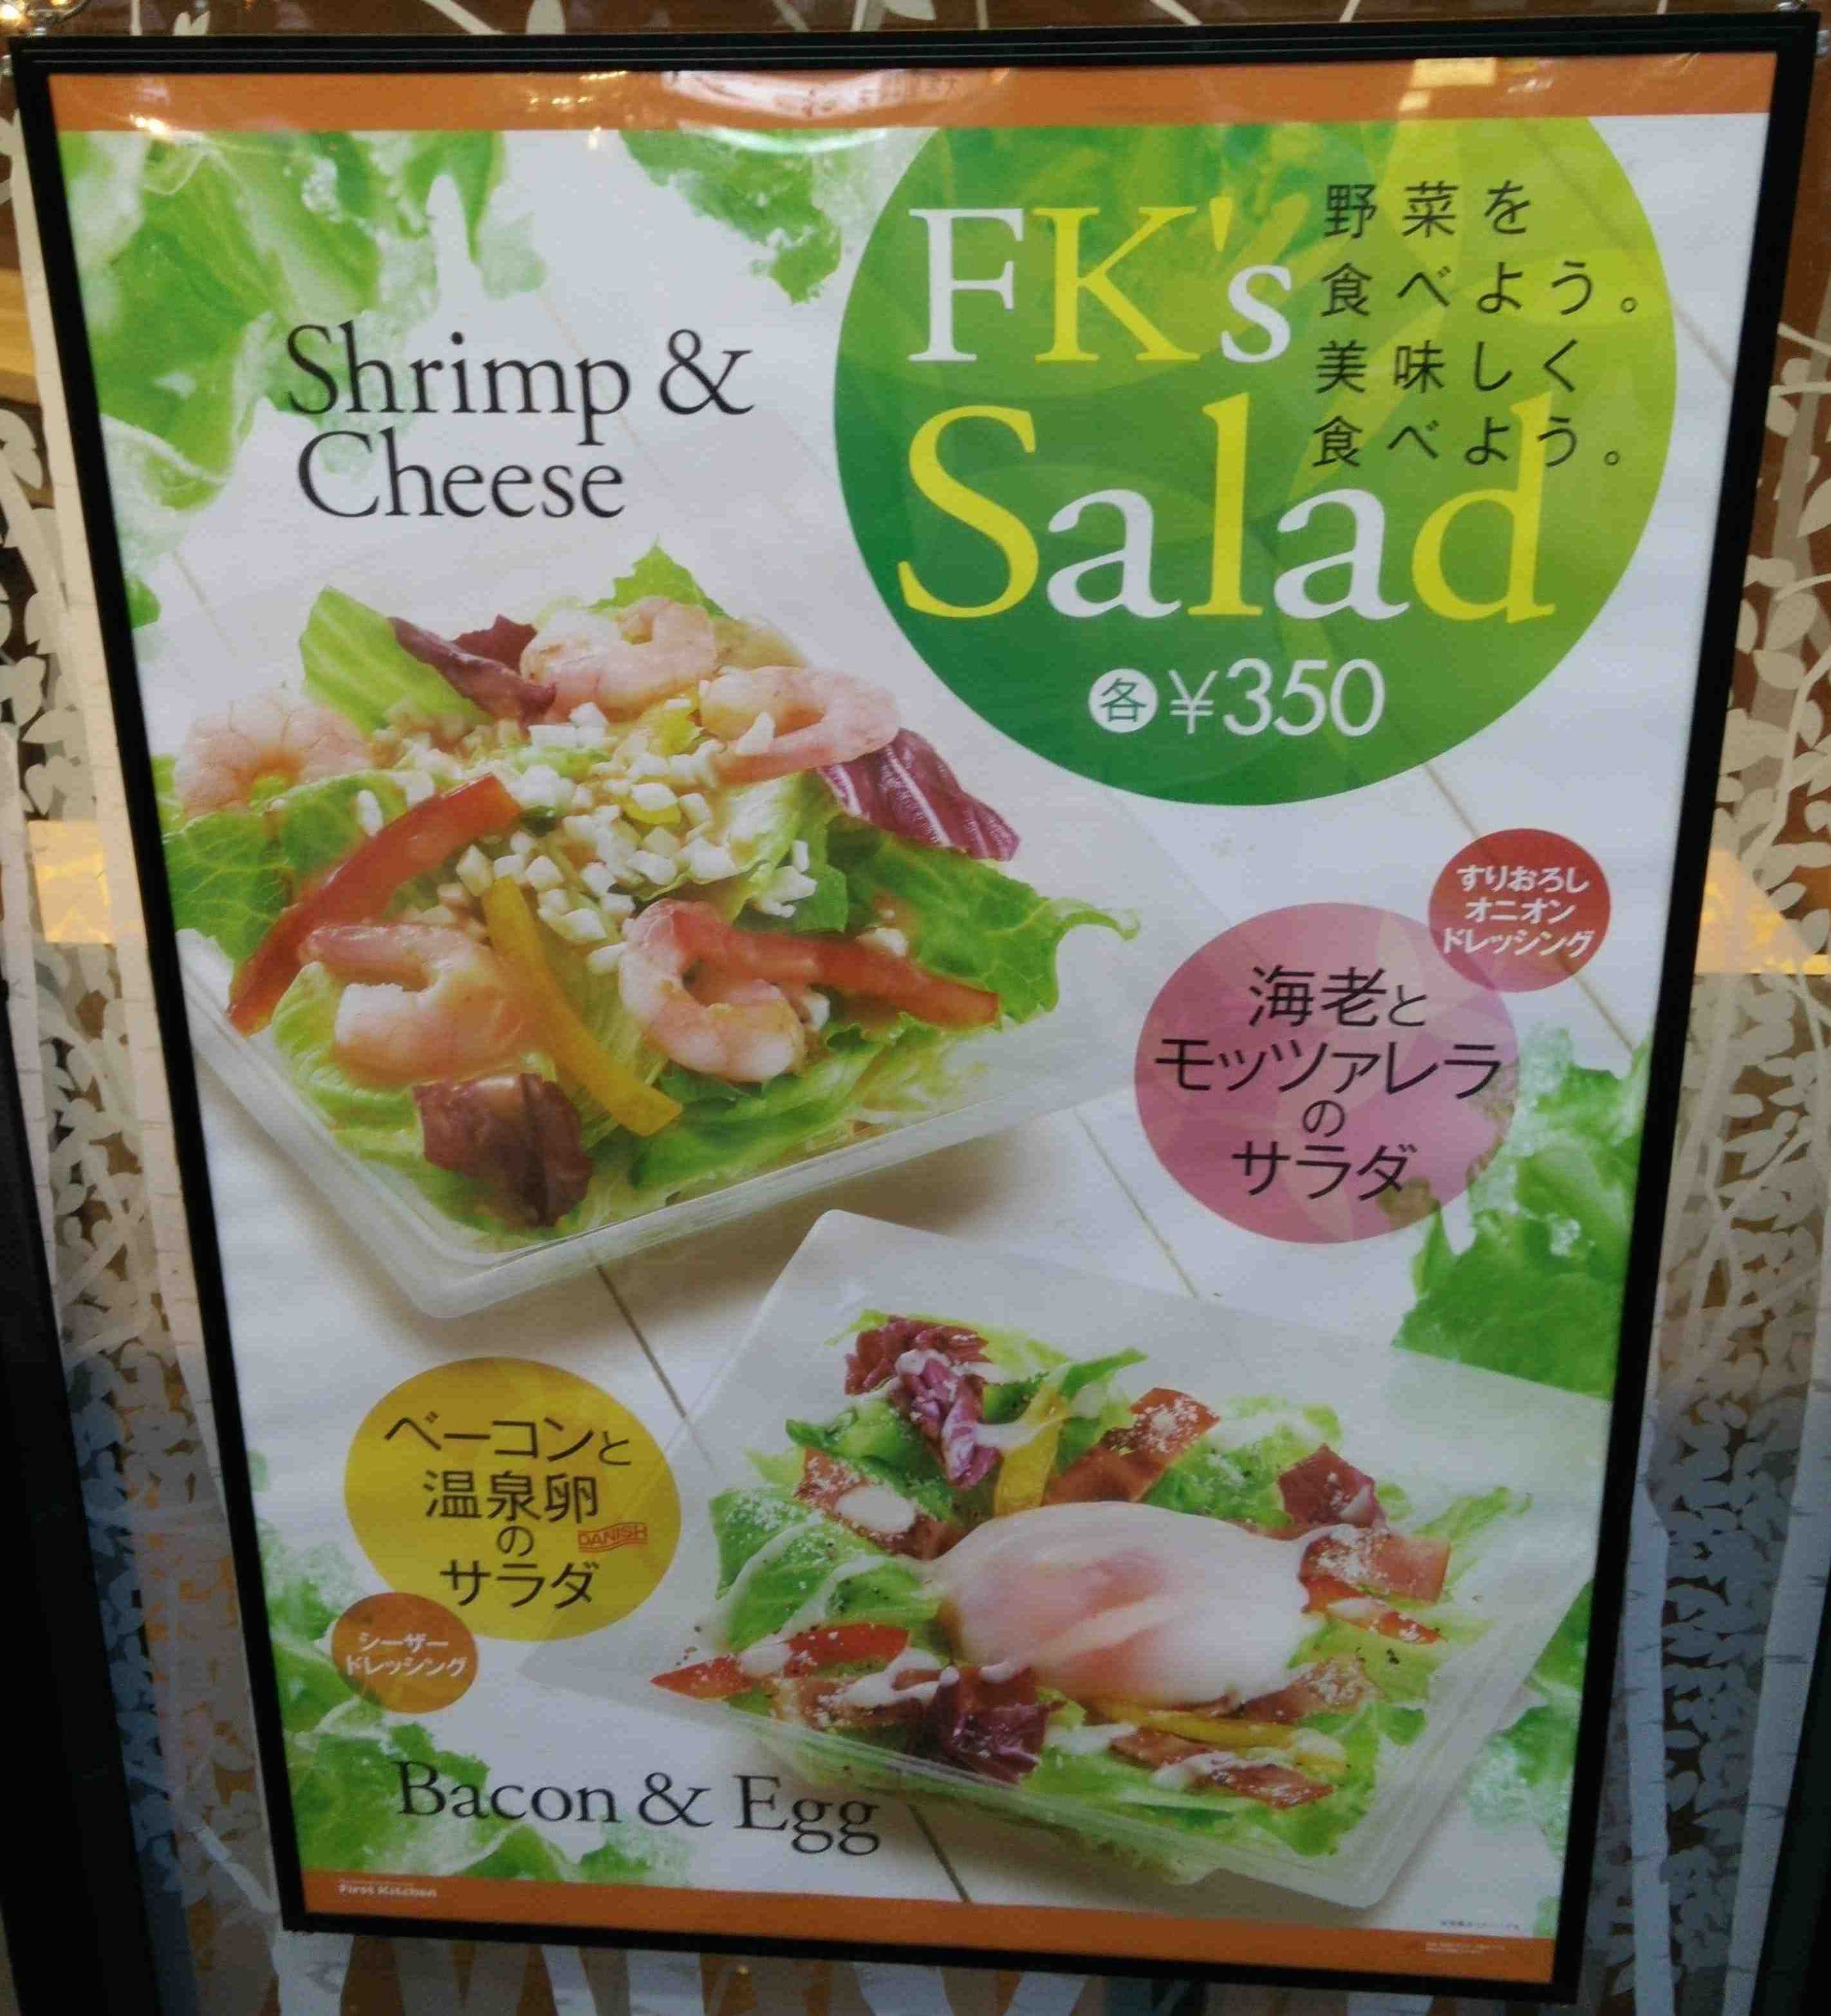 FK's
Salad
野菜を
食べよう。
美味しく
食べよう。
各¥350
Shrimp &
Cheese
すりおろし
オニオン
ドレッシング
海老と
モッツァレラ
の
サラダ
ベーコンと
温泉卵
の
サラダ
DANISH
シーザー
ドレッシング
Bacon & Egg
First Kitchen